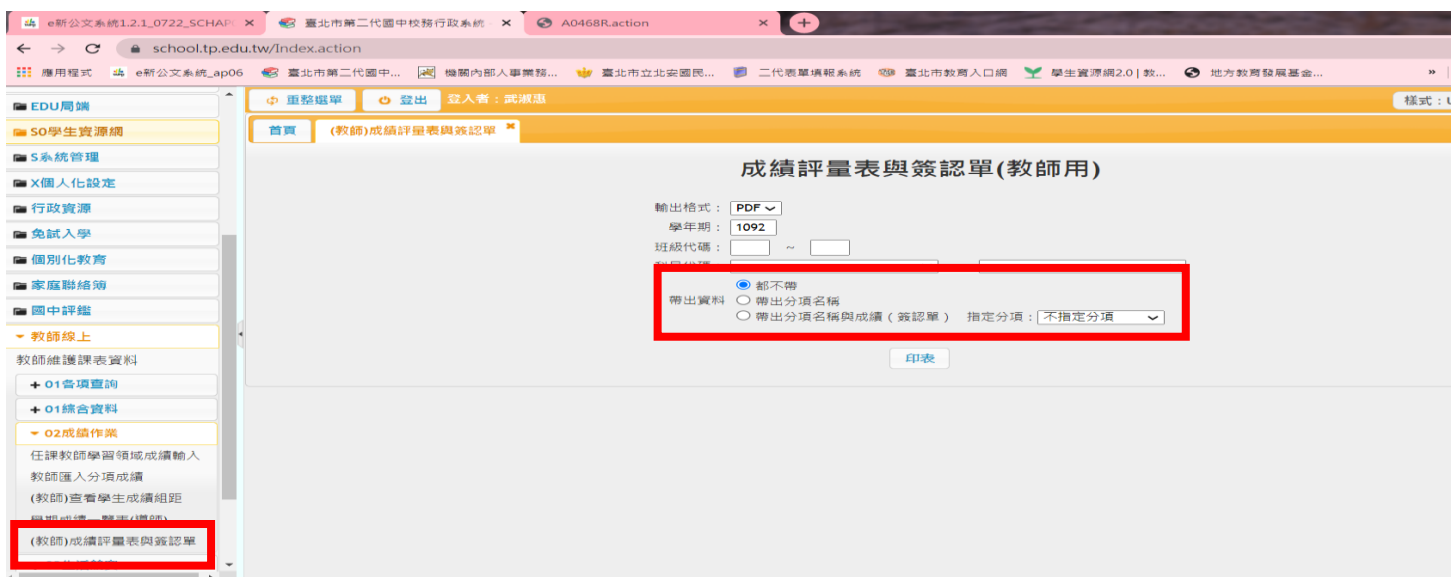 e新公文系統1.2.1_0722_SCHAP
臺北市第二代國中校務行政系統
A0468R.action
school.tp.edu.tw/Index.action
應用程式
e新公文系統_ap06
臺北市第二代國中...
機關內部人事業務...
臺北市立北安國民...
二代表單填報系統
臺北市教育人口網
學生資源網2.0 | 教...
地方教育發展基金...
»
EDU局端
S0學生資源網
S系統管理
X個人化設定
行政資源
免試入學
個別化教育
家庭聯絡簿
國中評鑑
教師線上
教師維護課表資料
+ 01各項查詢
+ 01綜合資料
02成績作業
任課教師學習領域成績輸入
教師匯入分項成績
(教師)查看學生成績組距
(教師)成績評量表與簽認單
重整選單
登出
登入者：武淑惠
樣式：U
首頁
(教師)成績評量表與簽認單
成績評量表與簽認單(教師用)
輸出格式： PDF
學年期： 1092
班級代碼： ~
帶出資料
都不帶
帶出分項名稱
帶出分項名稱與成績（簽認單） 指定分項： 不指定分項
印表